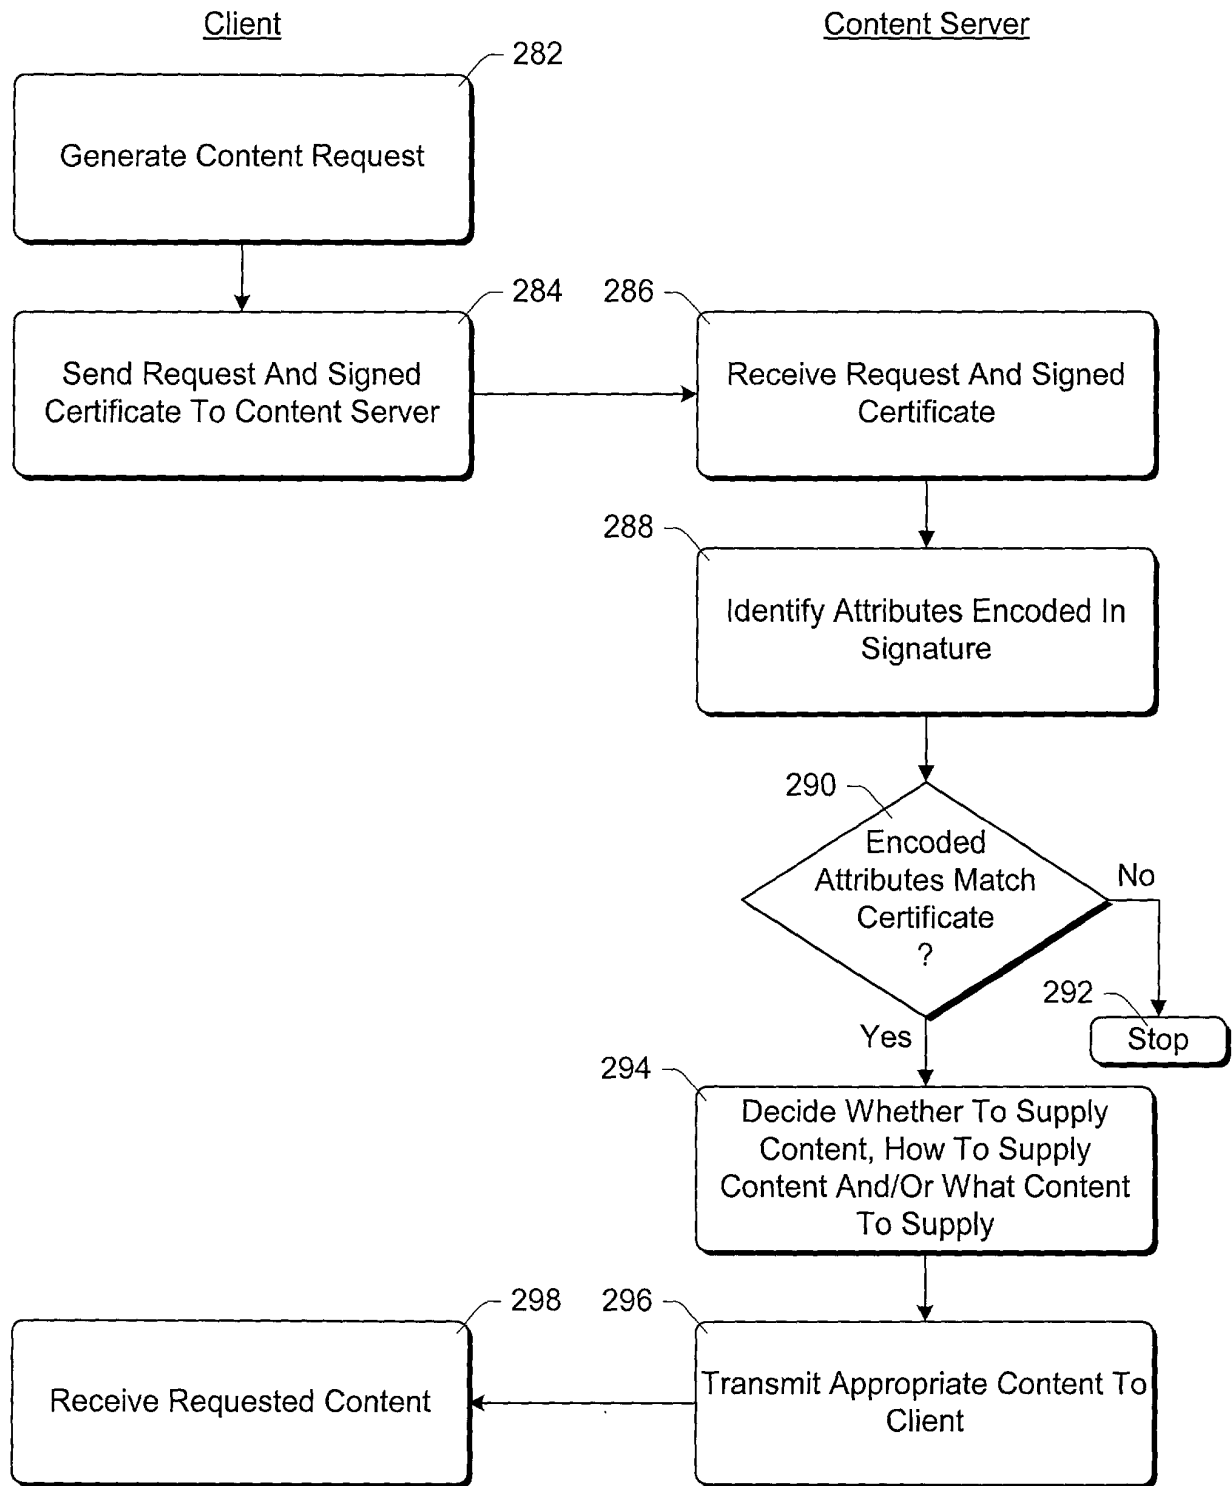 Client
Content Server
282
Generate Content Request
284
286
Send Request And Signed
Certificate To Content Server
Receive Request And Signed
Certificate
288
Identify Attributes Encoded In
Signature
290
Encoded
Attributes Match
Certificate
?
No
292
Stop
Yes
294
Decide Whether To Supply
Content, How To Supply
Content And/Or What Content
To Supply
298
296
Receive Requested Content
Transmit Appropriate Content To
Client